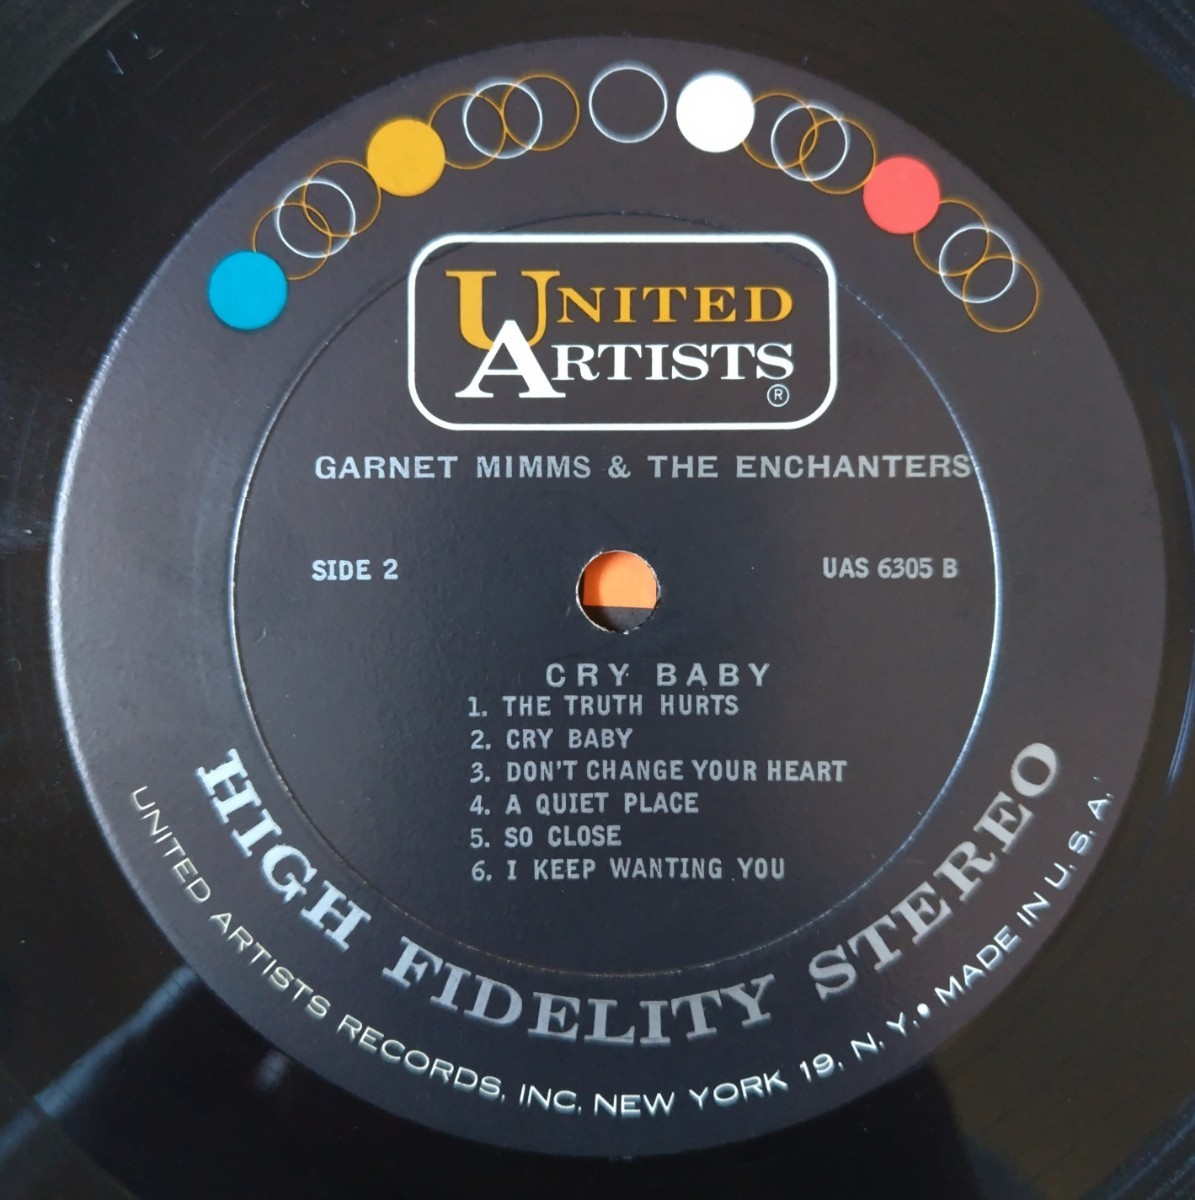 UNITED
ARTISTS
®
GARNET MIMMS & THE ENCHANTERS
SIDE 2
UAS 6305 B
CRY BABY
1. THE TRUTH HURTS
2. CRY BABY
3. DON'T CHANGE YOUR HEART
4. A QUIET PLACE
5. SO CLOSE
6. I KEEP WANTING YOU
HIGH FIDELITY STEREO
UNITED ARTISTS RECORDS, INC. NEW YORK 19, N. Y. • MADE IN U. S. A.